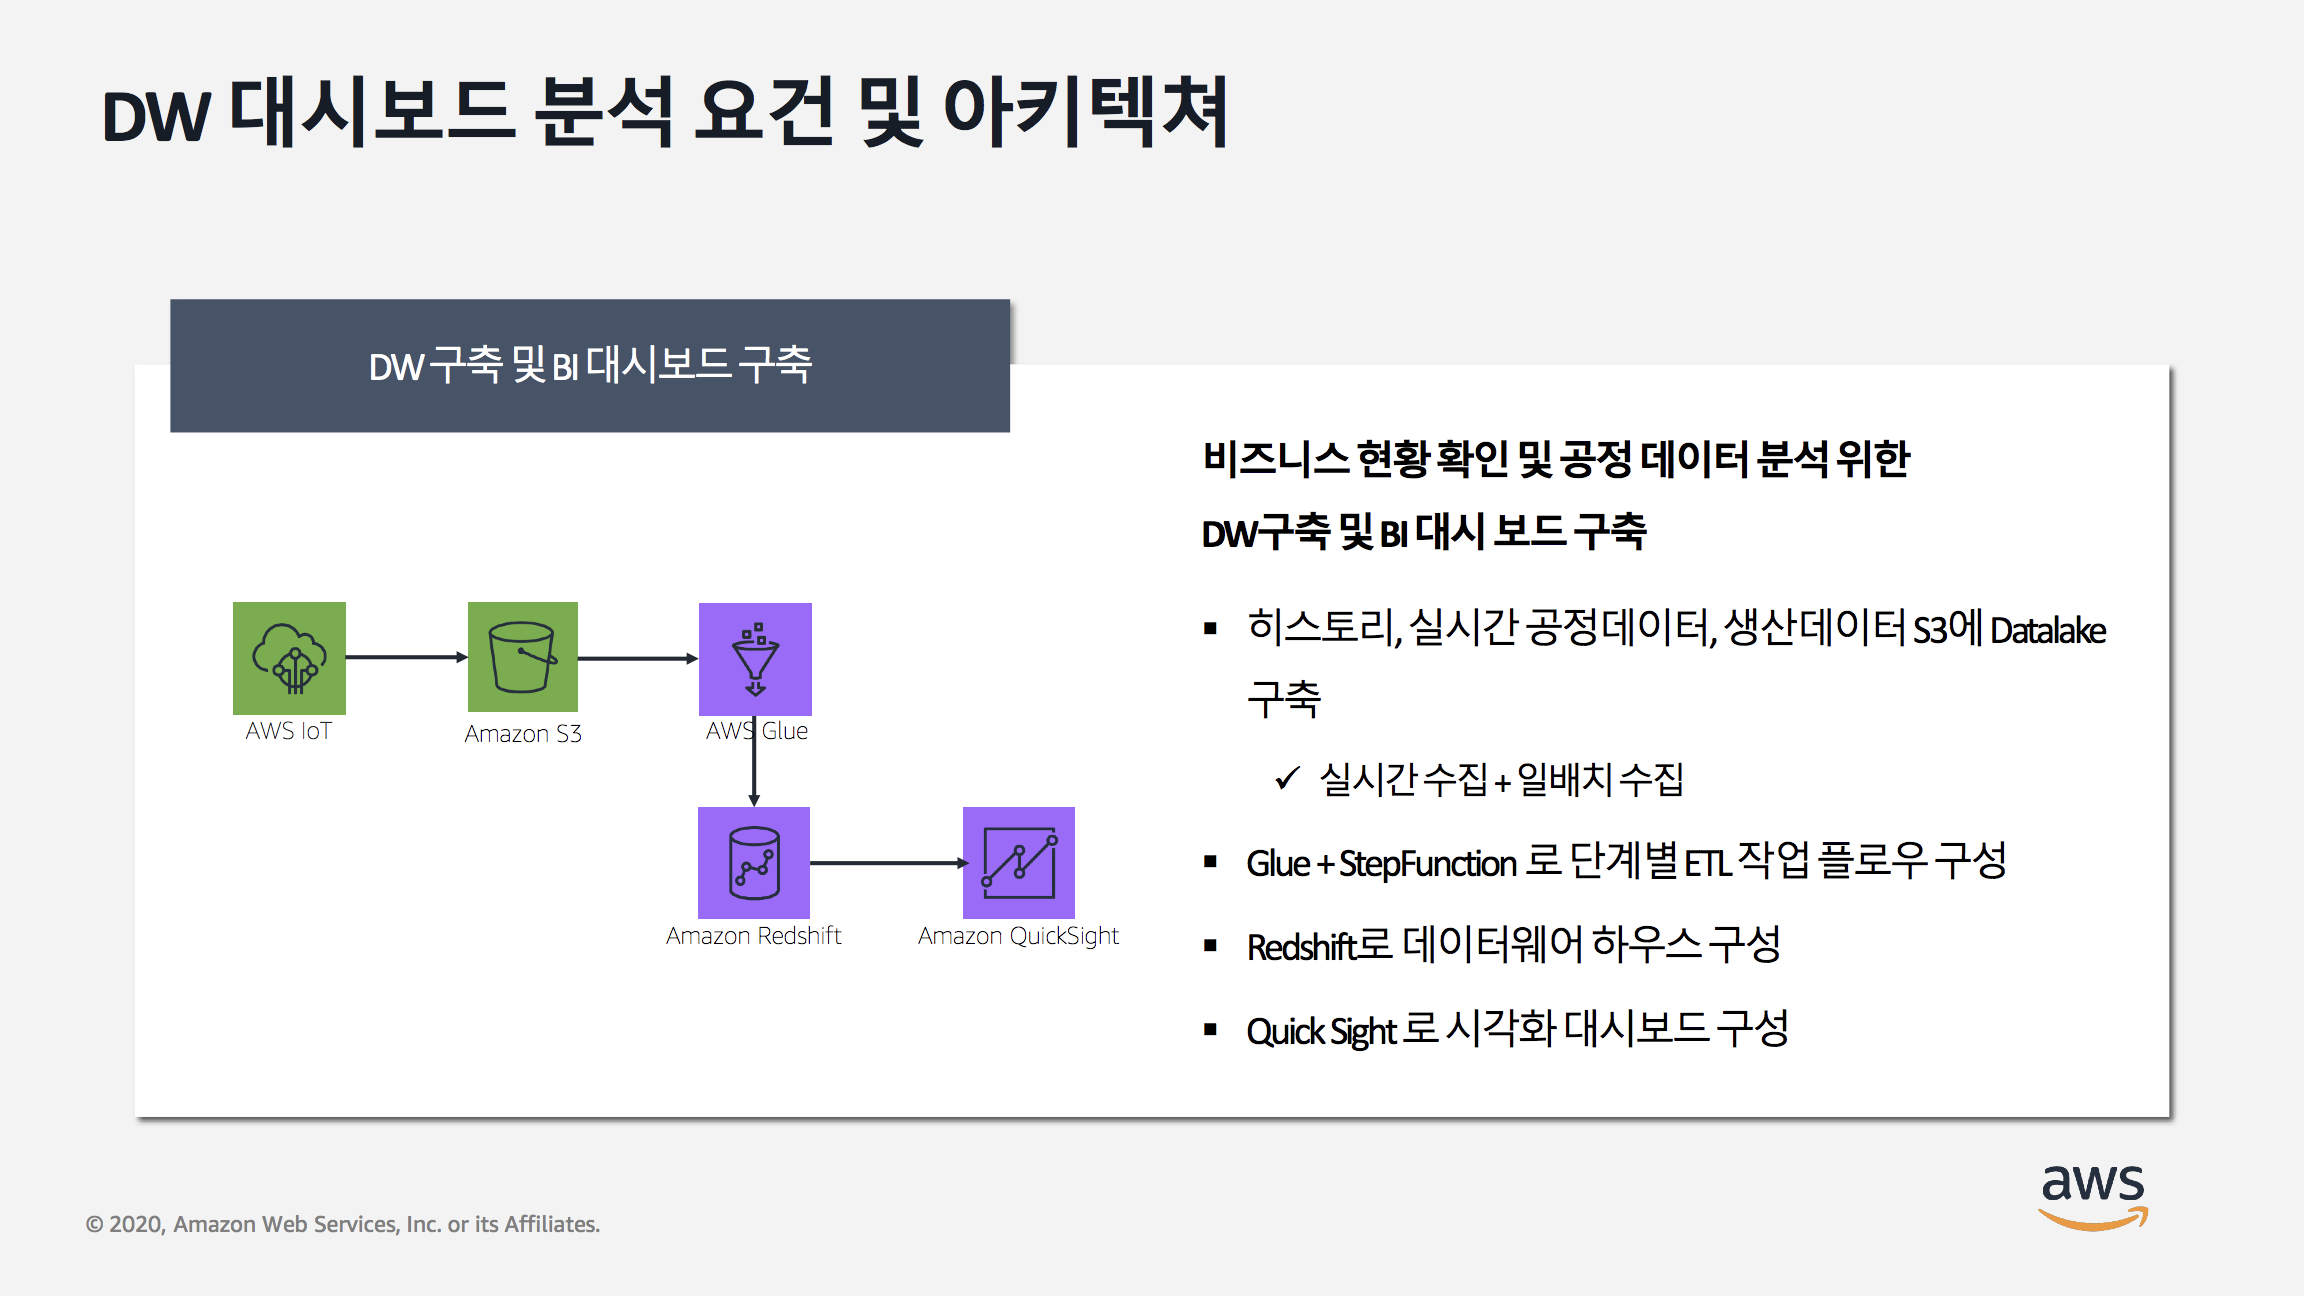 DW 대시보드 분석 요건 및 아키텍쳐
DW 구축 및 BI 대시보드 구축
AWS IoT
Amazon S3
AWS Glue
Amazon Redshift
Amazon QuickSight
비즈니스 현황 확인 및 공정 데이터 분석 위한
DW구축 및 BI 대시 보드 구축
▪ 히스토리, 실시간 공정데이터, 생산데이터 S3에 Datalake
구축
✓ 실시간 수집 + 일배치 수집
▪ Glue + StepFunction 로 단계별 ETL 작업 플로우 구성
▪ Redshift로 데이터웨어 하우스 구성
▪ Quick Sight 로 시각화 대시보드 구성
© 2020, Amazon Web Services, Inc. or its Affiliates.
aws